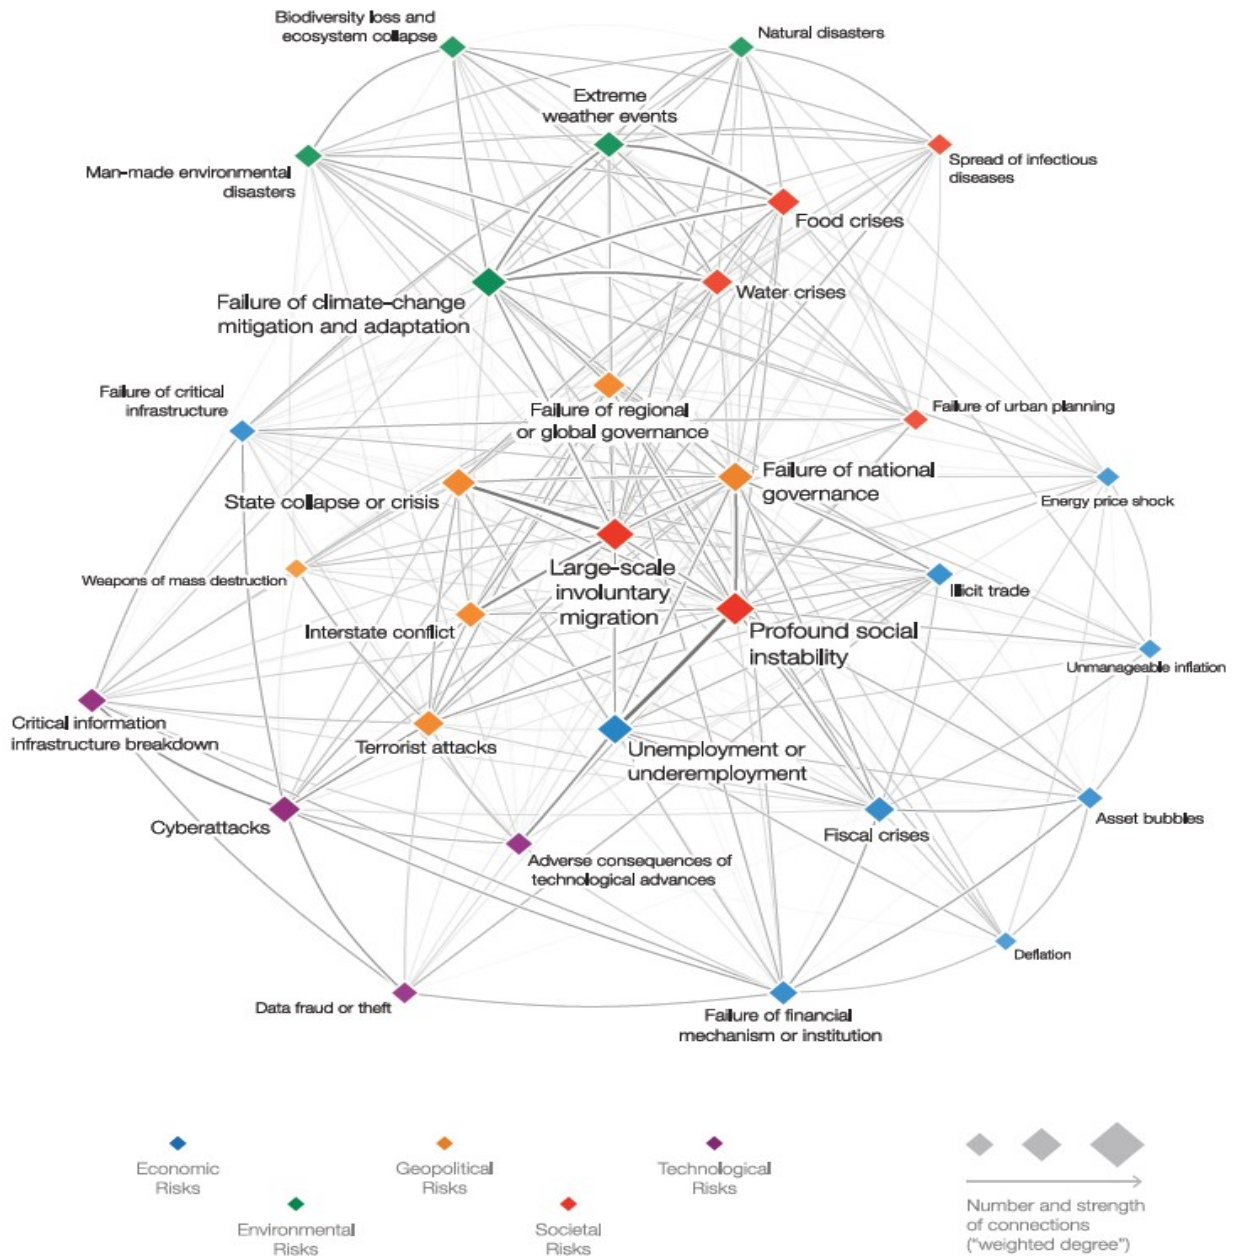 Biodiversity loss and
ecosystem collapse
Natural disasters
Extreme
weather events
Man-made environmental
disasters
Spread of infectious
diseases
Food crises
Water crises
Failure of climate-change
mitigation and adaptation
Failure of critical
infrastructure
Failure of regional
or global governance
Failure of urban planning
State collapse or crisis
Failure of national
governance
Energy price shock
Weapons of mass destruction
Large-scale
involuntary
migration
Illicit trade
Interstate conflict
Profound social
instability
Unmanageable inflation
Critical information
infrastructure breakdown
Terrorist attacks
Unemployment or
underemployment
Cyberattacks
Fiscal crises
Asset bubbles
Adverse consequences of
technological advances
Deflation
Data fraud or theft
Failure of financial
mechanism or institution
Economic
Risks
Geopolitical
Risks
Technological
Risks
Environmental
Risks
Societal
Risks
Number and strength
of connections
("weighted degree")